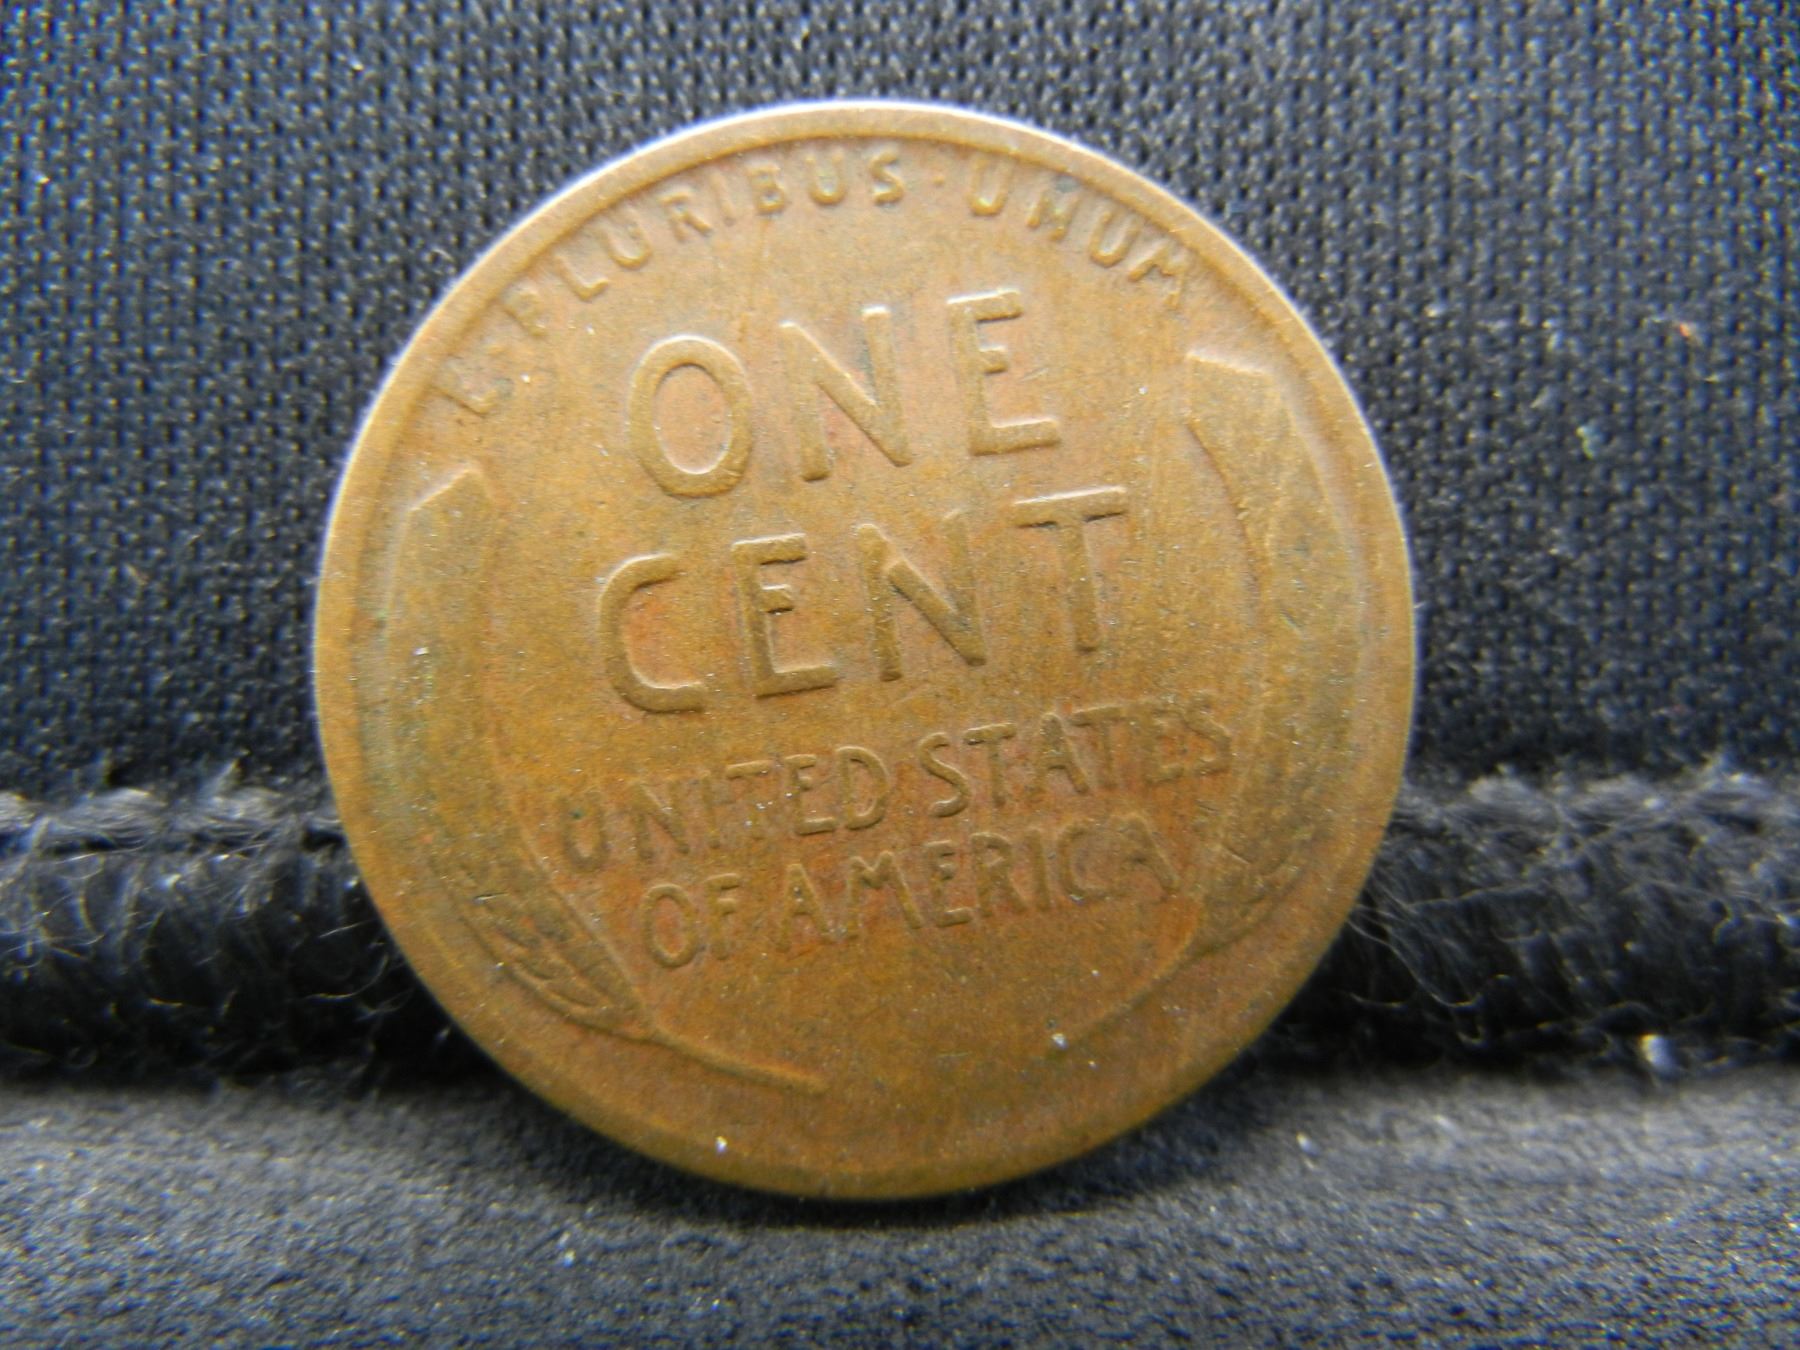 E · PLURIBUS · UNUM
ONE
CENT
UNITED STATES
OF AMERICA